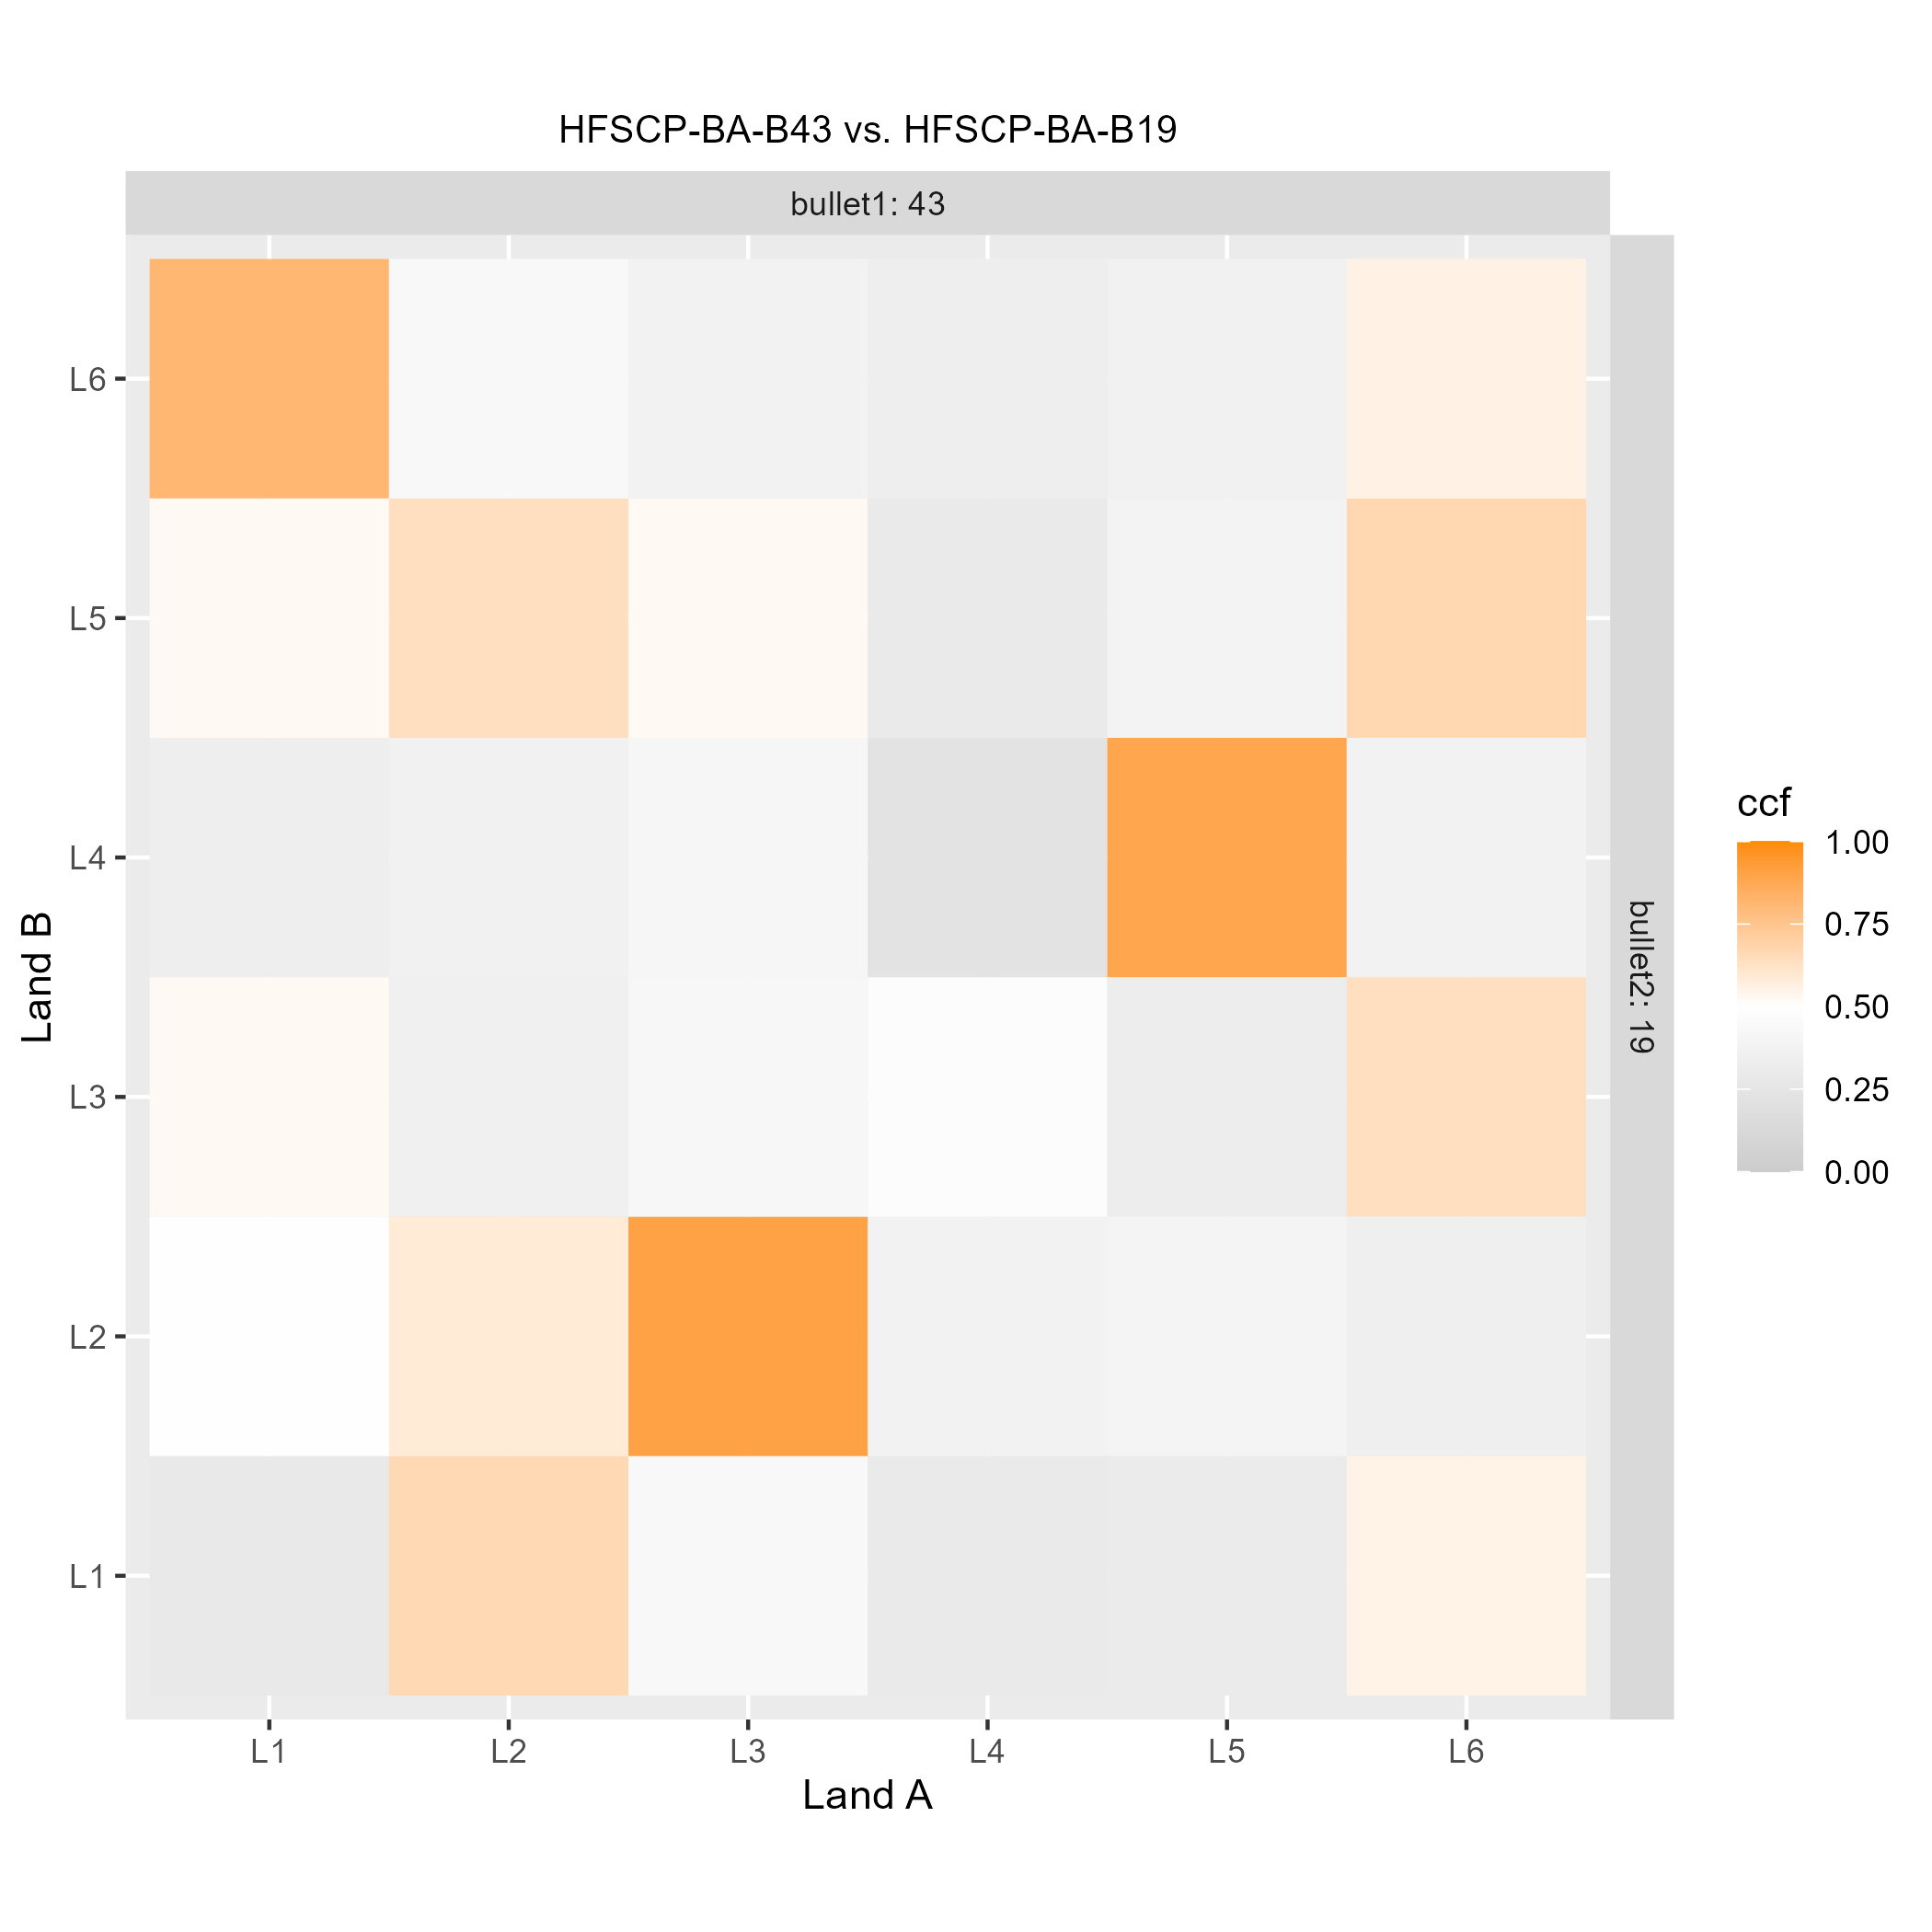 HFSCP-BA-B43 vs. HFSCP-BA-B19
bullet1: 43
L6
L5
L4
L3
L2
L1
Land B
L1 L2 L3 L4 L5 L6
Land A
bullet2: 19
ccf
1.00
0.75
0.50
0.25
0.00